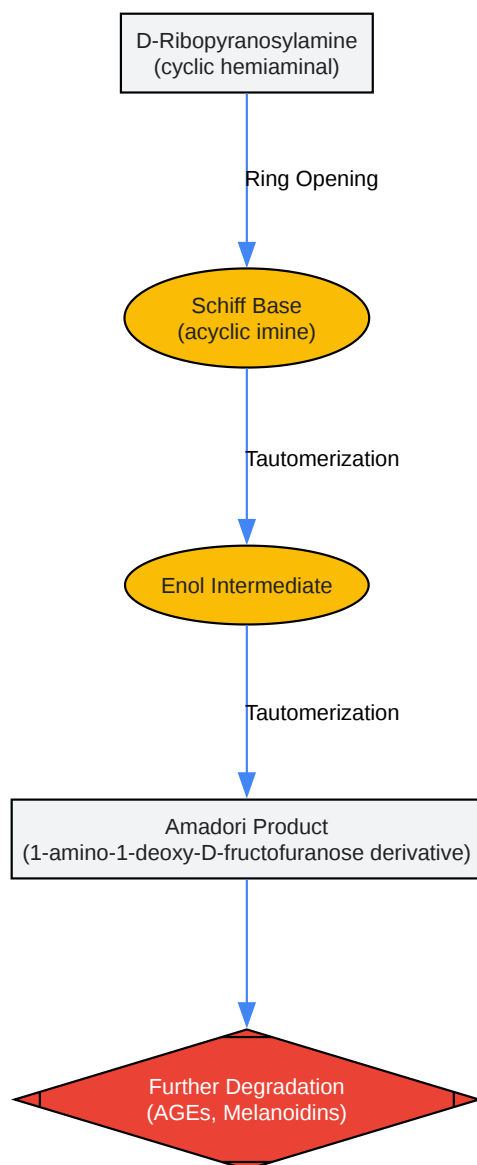 D-Ribopyranosylamine
(cyclic hemiaminal)
Ring Opening
Schiff Base
(acyclic imine)
Tautomerization
Enol Intermediate
Tautomerization
Amadori Product
(1-amino-1-deoxy-D-fructofuranose derivative)
Further Degradation
(AGEs, Melanoidins)